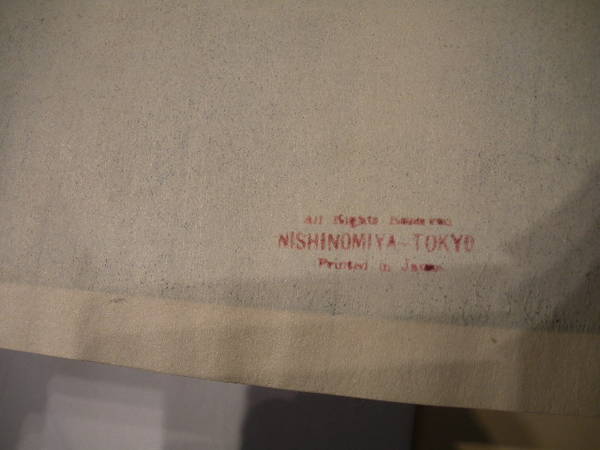 All Rights Reserved
NISHINOMIYA-TOKYO
Printed in Japan